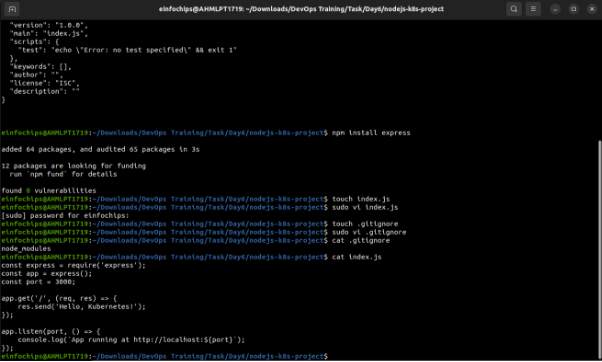 einfochips@AHMLPT1719: ~/Downloads/DevOps Training/Task/Day6/nodejs-k8s-project
"version": "1.0.0",
"main": "index.js",
"scripts": {
"test": "echo \"Error: no test specified\" && exit 1"
},
"keywords": [],
"author": "",
"license": "ISC",
"description": ""
}
einfochips@AHMLPT1719:~/Downloads/DevOps Training/Task/Day6/nodejs-k8s-project$ npm install express
added 64 packages, and audited 65 packages in 3s
12 packages are looking for funding
run `npm fund` for details
found 0 vulnerabilities
einfochips@AHMLPT1719:~/Downloads/DevOps Training/Task/Day6/nodejs-k8s-project$ touch index.js
einfochips@AHMLPT1719:~/Downloads/DevOps Training/Task/Day6/nodejs-k8s-project$ sudo vi index.js
[sudo] password for einfochips:
einfochips@AHMLPT1719:~/Downloads/DevOps Training/Task/Day6/nodejs-k8s-project$ touch .gitignore
einfochips@AHMLPT1719:~/Downloads/DevOps Training/Task/Day6/nodejs-k8s-project$ sudo vi .gitignore
einfochips@AHMLPT1719:~/Downloads/DevOps Training/Task/Day6/nodejs-k8s-project$ cat .gitignore
node_modules
einfochips@AHMLPT1719:~/Downloads/DevOps Training/Task/Day6/nodejs-k8s-project$ cat index.js
const express = require('express');
const app = express();
const port = 3000;
app.get('/', (req, res) => {
res.send('Hello, Kubernetes!');
});
app.listen(port, () => {
console.log(`App running at http://localhost:${port}`);
});
einfochips@AHMLPT1719:~/Downloads/DevOps Training/Task/Day6/nodejs-k8s-project$